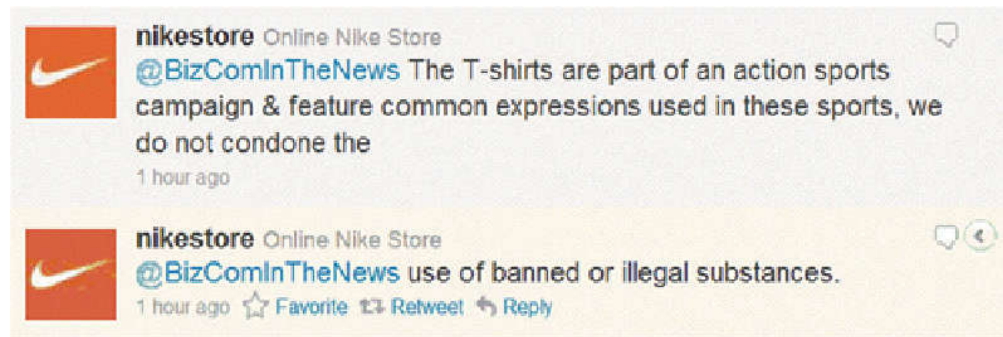 nikestore Online Nike Store
@BizComInTheNews The T-shirts are part of an action sports
campaign & feature common expressions used in these sports, we
do not condone the
1 hour ago
nikestore Online Nike Store
@BizComInTheNews use of banned or illegal substances.
1 hour ago Favorite Retweet Reply